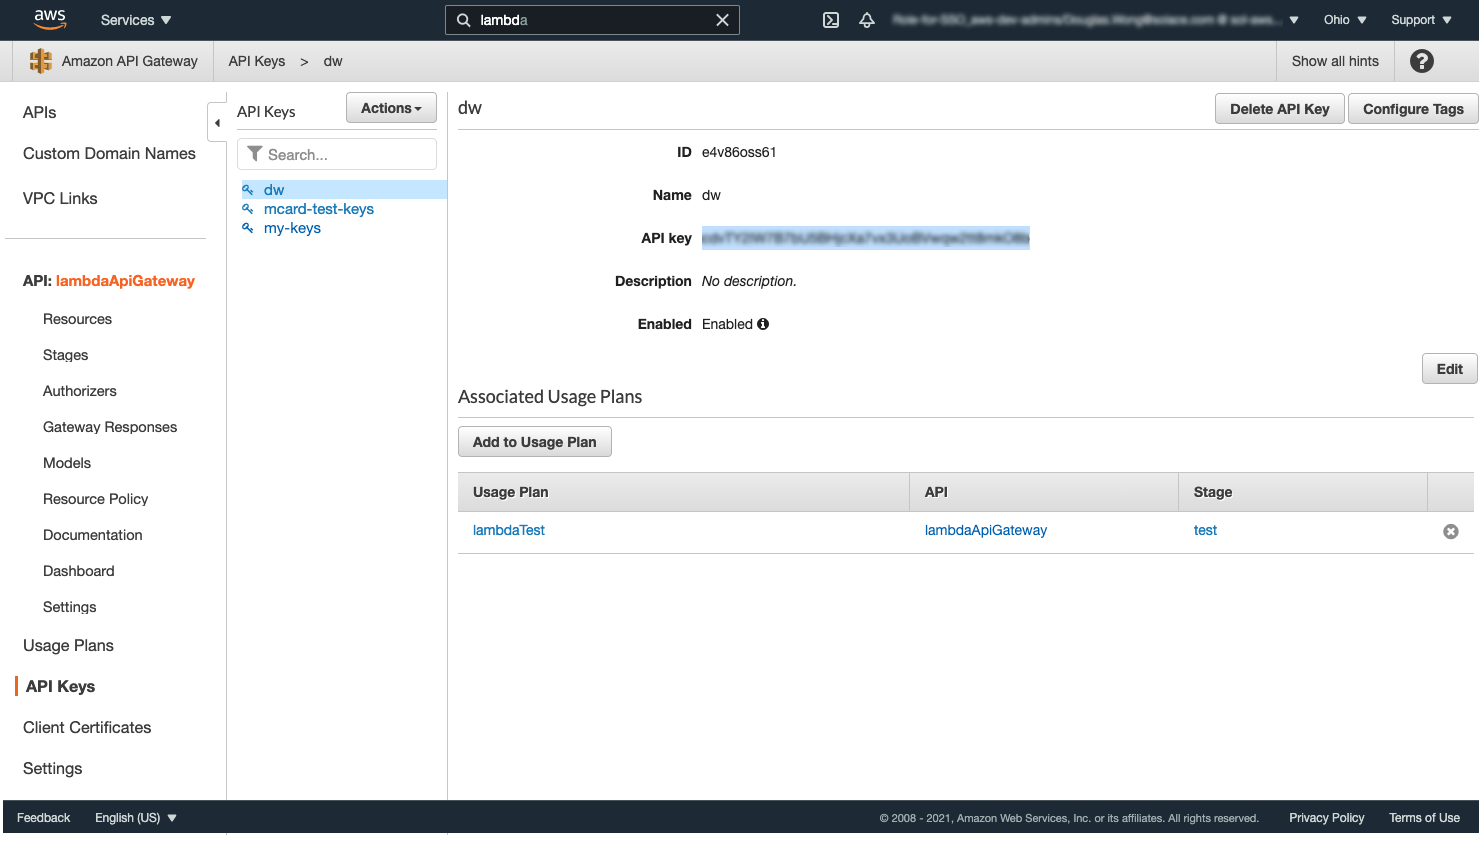 aws Services lambda Ohio Support
Amazon API Gateway API Keys > dw Show all hints ?
APIs
Custom Domain Names
VPC Links
API: lambdaApiGateway
Resources
Stages
Authorizers
Gateway Responses
Models
Resource Policy
Documentation
Dashboard
Settings
Usage Plans
API Keys
Client Certificates
Settings
API Keys Actions
Search...
dw
mcard-test-keys
my-keys
dw Delete API Key Configure Tags
ID e4v86oss61
Name dw
API key
Description No description.
Enabled Enabled
Edit
Associated Usage Plans
Add to Usage Plan
Usage Plan API Stage
lambdaTest lambdaApiGateway test
Feedback English (US) © 2008 - 2021, Amazon Web Services, Inc. or its affiliates. All rights reserved. Privacy Policy Terms of Use